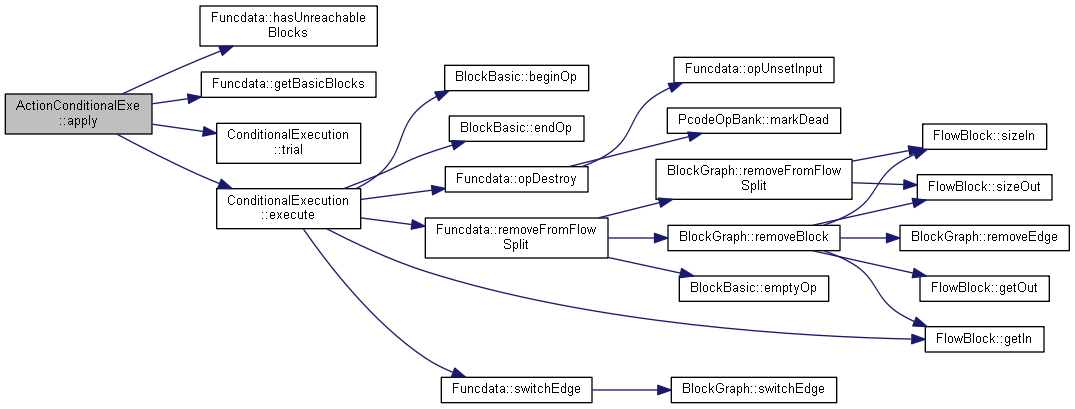 Funcdata::hasUnreachable
Blocks
Funcdata::getBasicBlocks
ActionConditionalExe
::apply
ConditionalExecution
::trial
ConditionalExecution
::execute
BlockBasic::beginOp
BlockBasic::endOp
Funcdata::opDestroy
Funcdata::removeFromFlow
Split
Funcdata::switchEdge
Funcdata::opUnsetInput
PcodeOpBank::markDead
BlockGraph::removeFromFlow
Split
BlockGraph::removeBlock
BlockBasic::emptyOp
BlockGraph::switchEdge
FlowBlock::sizeIn
FlowBlock::sizeOut
BlockGraph::removeEdge
FlowBlock::getOut
FlowBlock::getIn